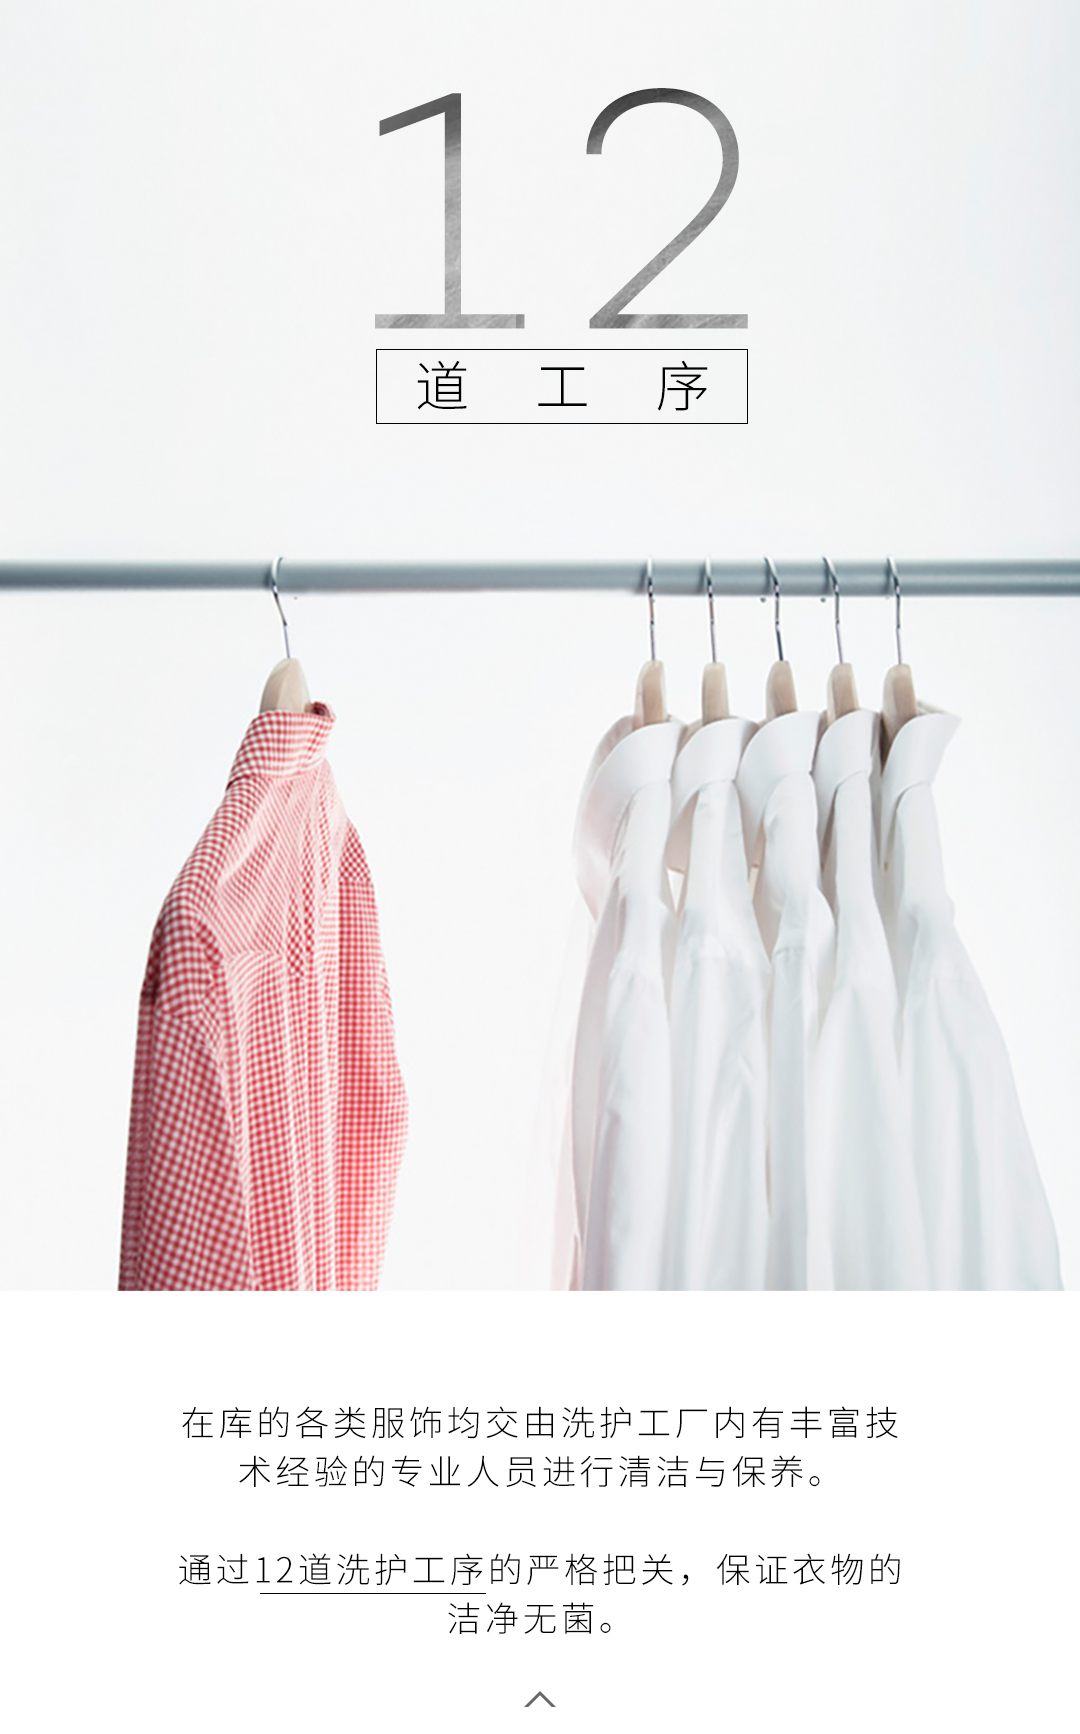 12
道工序
在库的各类服饰均交由洗护工厂内有丰富技
术经验的专业人员进行清洁与保养。
通过12道洗护工序的严格把关，保证衣物的
洁净无菌。